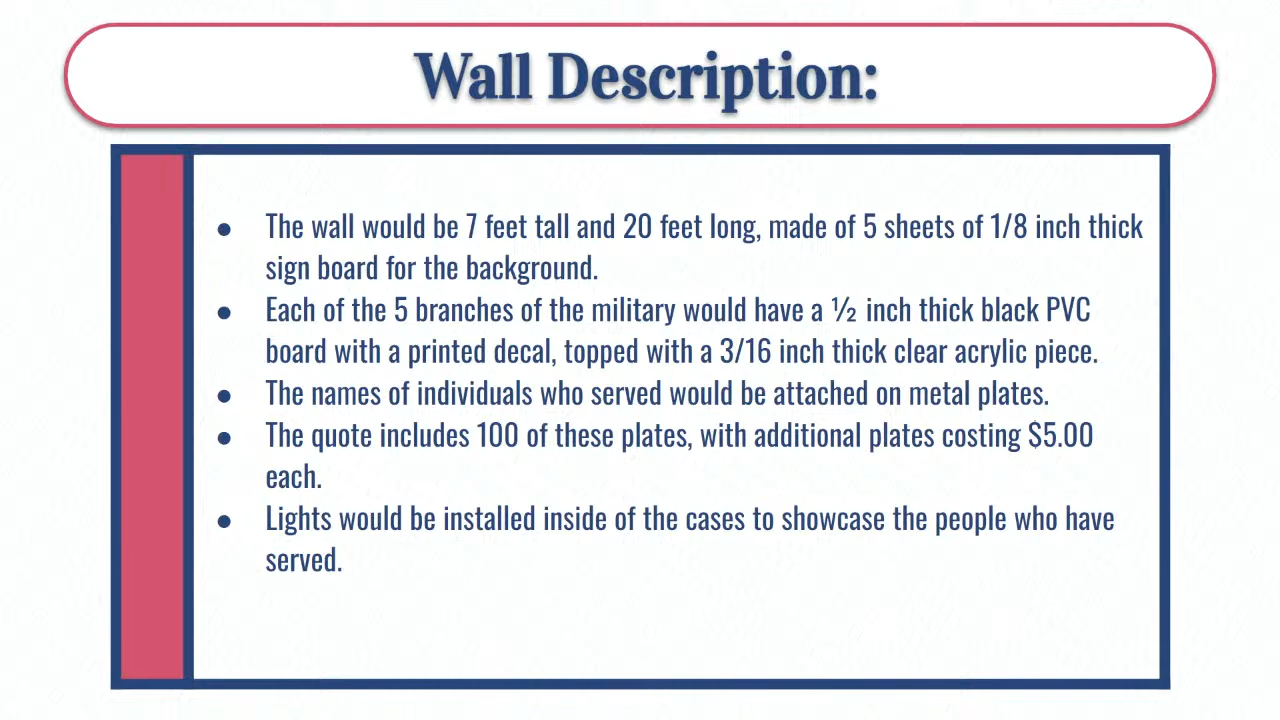 Wall Description:
● The wall would be 7 feet tall and 20 feet long, made of 5 sheets of 1/8 inch thick
sign board for the background.
● Each of the 5 branches of the military would have a ½ inch thick black PVC
board with a printed decal, topped with a 3/16 inch thick clear acrylic piece.
● The names of individuals who served would be attached on metal plates.
● The quote includes 100 of these plates, with additional plates costing $5.00
each.
● Lights would be installed inside of the cases to showcase the people who have
served.